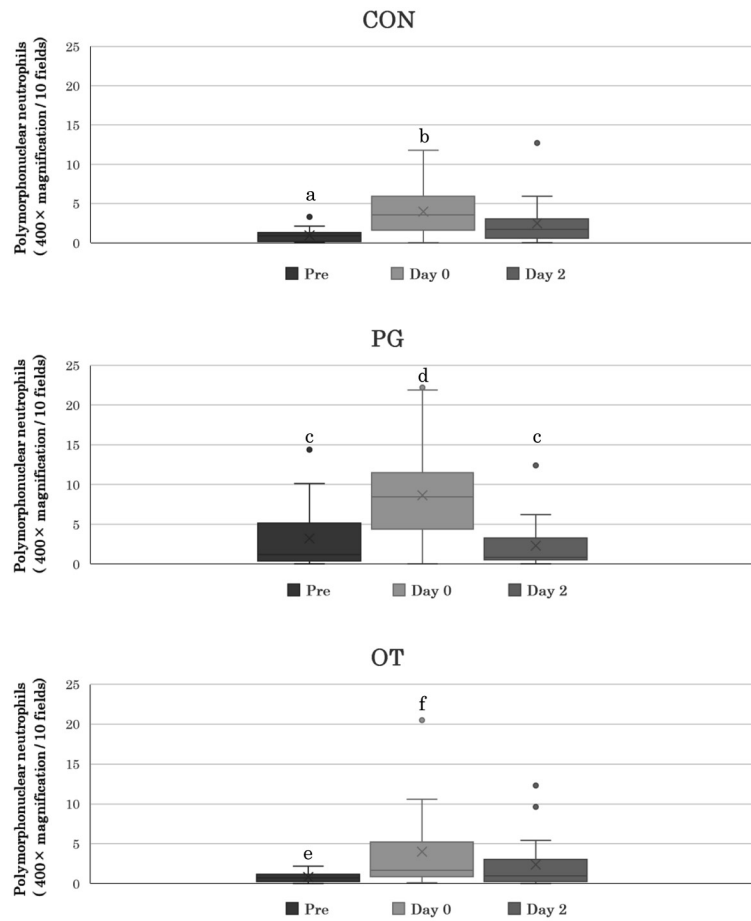 CON
Polymorphonuclear neutrophils
( 400× magnification / 10 fields)
25
20
15
10
5
0
a
b
Pre
Day 0
Day 2
PG
Polymorphonuclear neutrophils
( 400× magnification / 10 fields)
25
20
15
10
5
0
c
d
c
Pre
Day 0
Day 2
OT
Polymorphonuclear neutrophils
( 400× magnification / 10 fields)
25
20
15
10
5
0
e
f
Pre
Day 0
Day 2